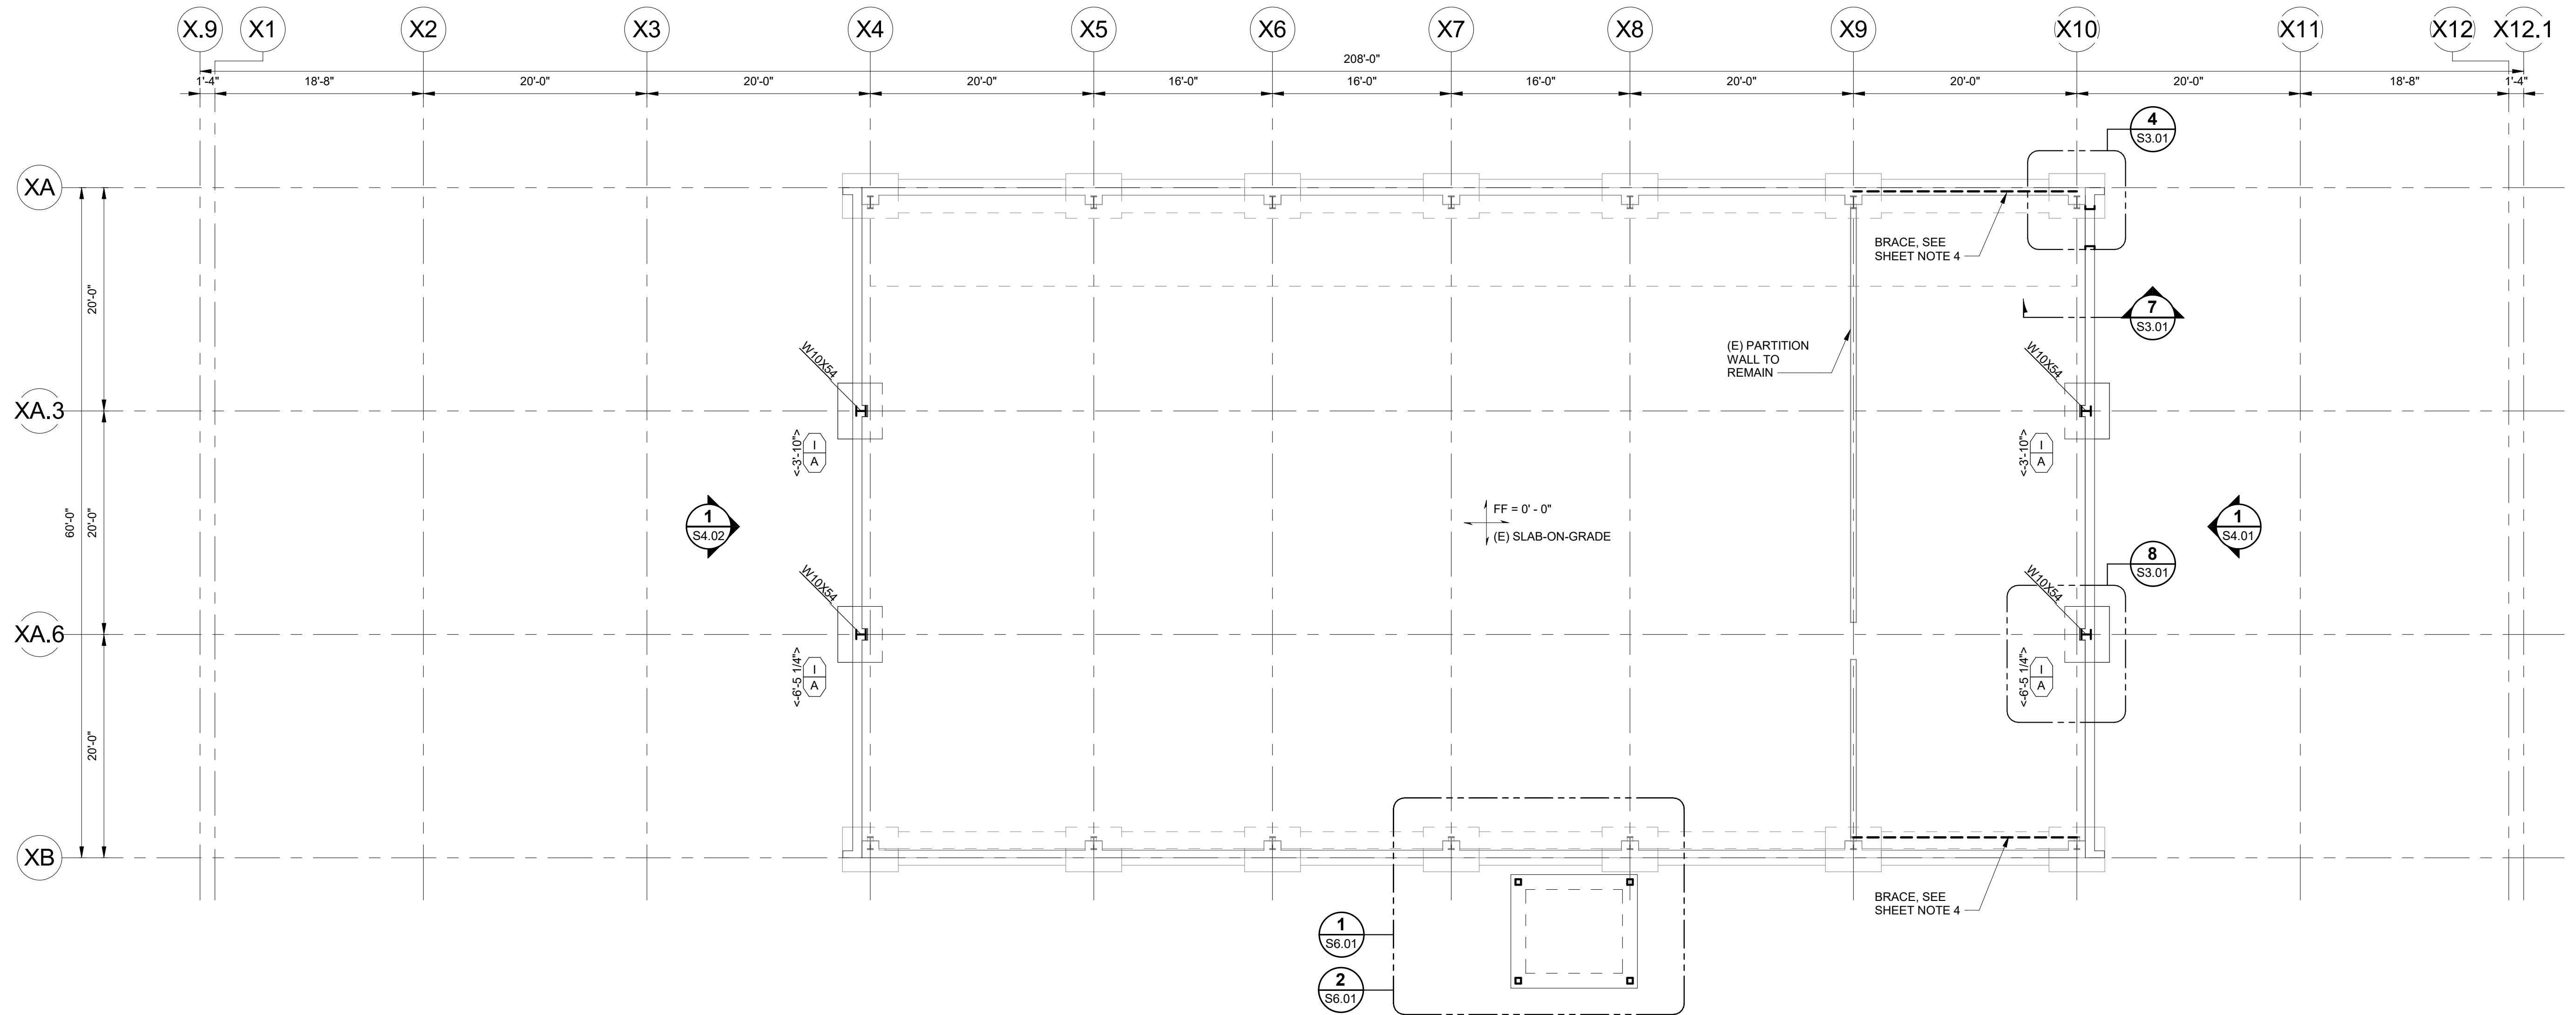 X.9
X1
X2
X3
X4
X5
X6
X7
X8
X9
X10
X11
X12
X12.1
208'-0"
1'-4"
18'-8"
20'-0"
20'-0"
20'-0"
16'-0"
16'-0"
16'-0"
20'-0"
20'-0"
20'-0"
18'-8"
1'-4"
4
S3.01
XA
BRACE, SEE
SHEET NOTE 4
20'-0"
7
S3.01
(E) PARTITION
WALL TO
REMAIN
W10X54
W10X54
XA.3
<-3'-10">
I
A
<-3'-10">
I
A
60'-0"
20'-0"
1
S4.02
FF = 0' - 0"
(E) SLAB-ON-GRADE
1
S4.01
8
S3.01
W10X54
W10X54
XA.6
<-6'-5 1/4">
I
A
<-6'-5 1/4">
I
A
20'-0"
XB
BRACE, SEE
SHEET NOTE 4
1
S6.01
2
S6.01